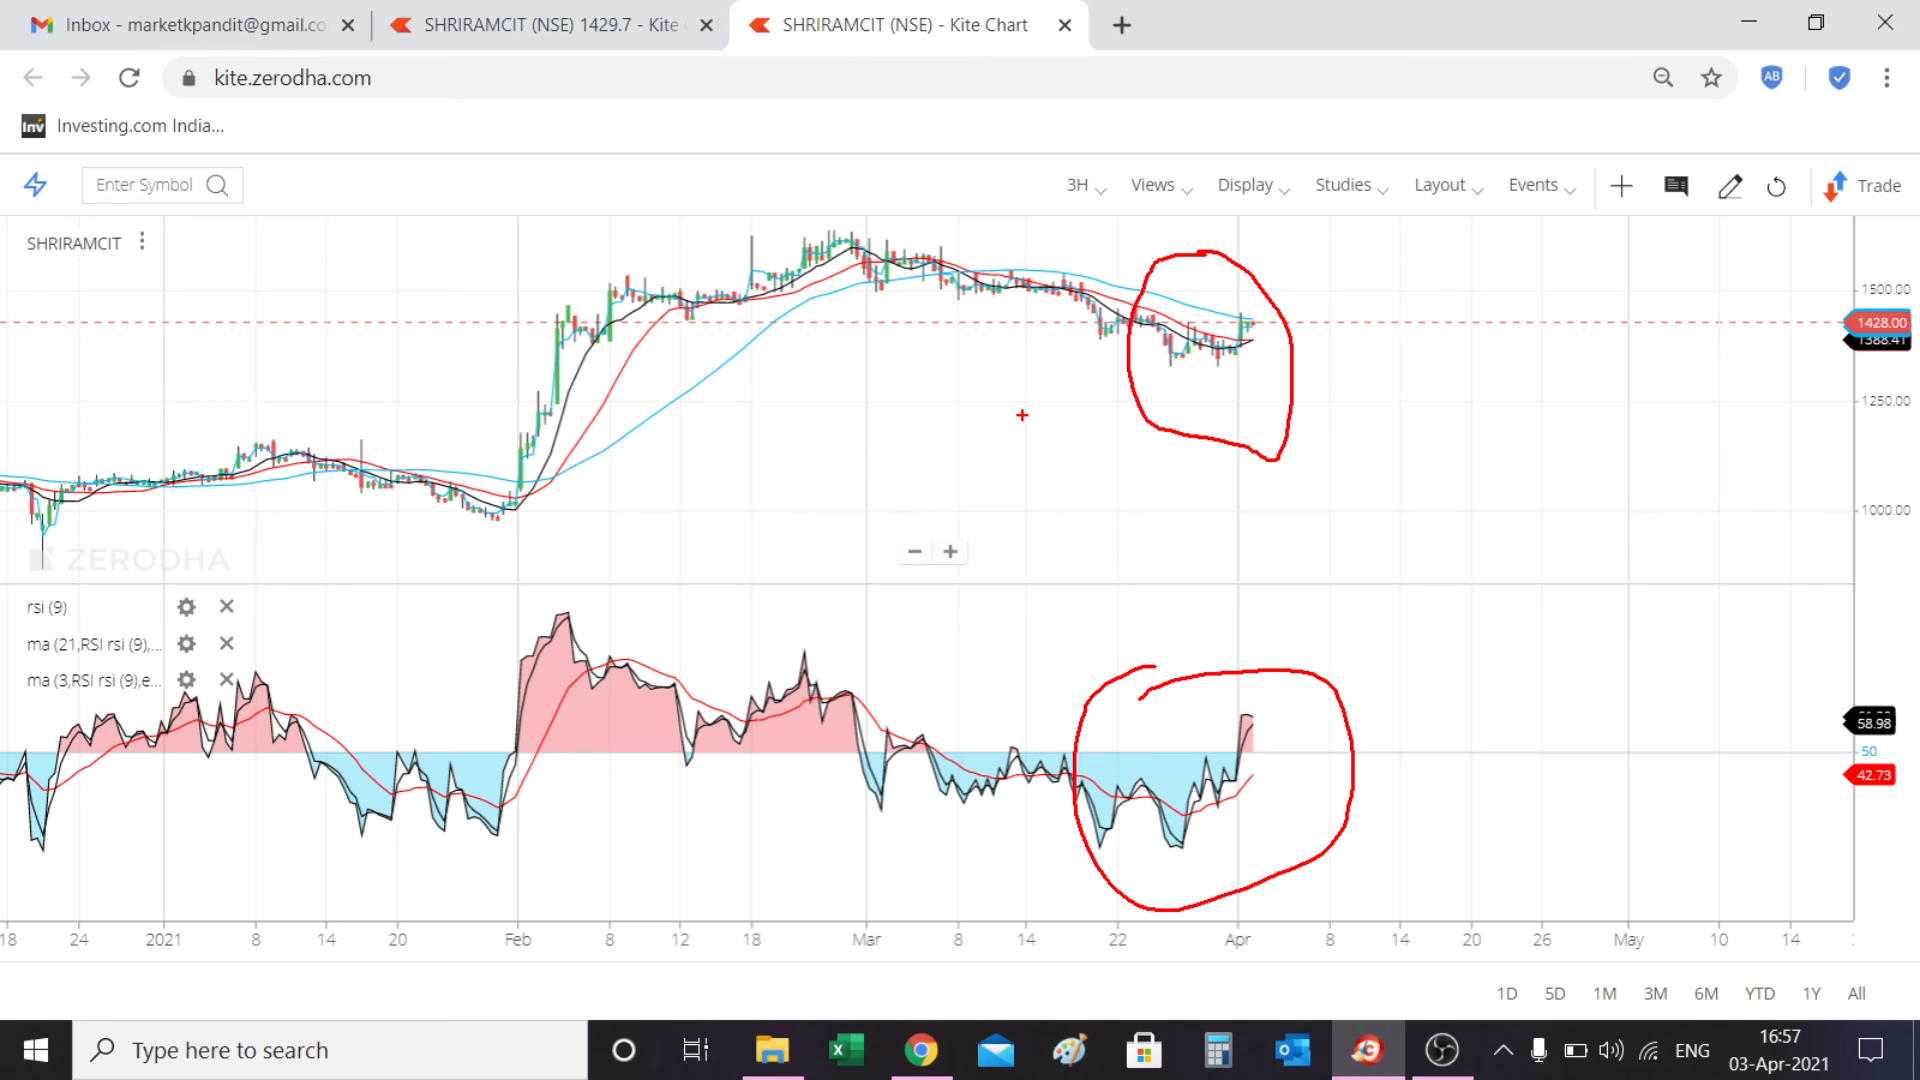 Inbox - marketkpandit@gmail.co
SHRIRAMCIT (NSE) 1429.7 - Kite
SHRIRAMCIT (NSE) - Kite Chart
kite.zerodha.com
AB
Inv Investing.com India...
Enter Symbol
3H
Views
Display
Studies
Layout
Events
Trade
SHRIRAMCIT
1500.00
1428.00
1388.41
1250.00
1000.00
ZERODHA
rsi (9)
ma (21,RSI rsi (9),...
ma (3,RSI rsi (9),e...
58.98
50
42.73
18 24 2021 8 14 20 Feb 8 12 18 Mar 8 14 22 Apr 8 14 20 26 May 10 14
1D 5D 1M 3M 6M YTD 1Y All
Type here to search
ENG
16:57
03-Apr-2021